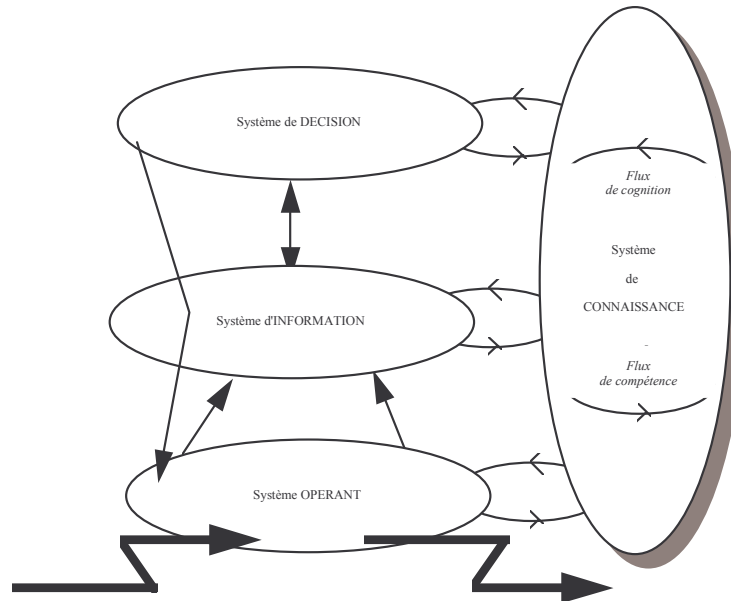 Système de DECISION
Flux
de cognition
Système
de
CONNAISSANCE
Système d'INFORMATION
-
Flux
de compétence
Système OPERANT